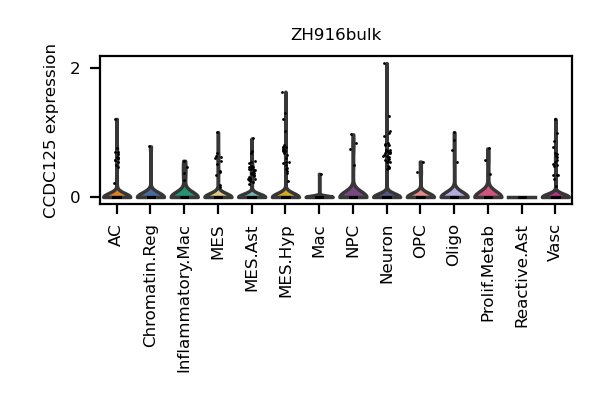 ZH916bulk
CCDC125 expression
2
0
AC
Chromatin.Reg
Inflammatory.Mac
MES
MES.Ast
MES.Hyp
Mac
NPC
Neuron
OPC
Oligo
Prolif.Metab
Reactive.Ast
Vasc